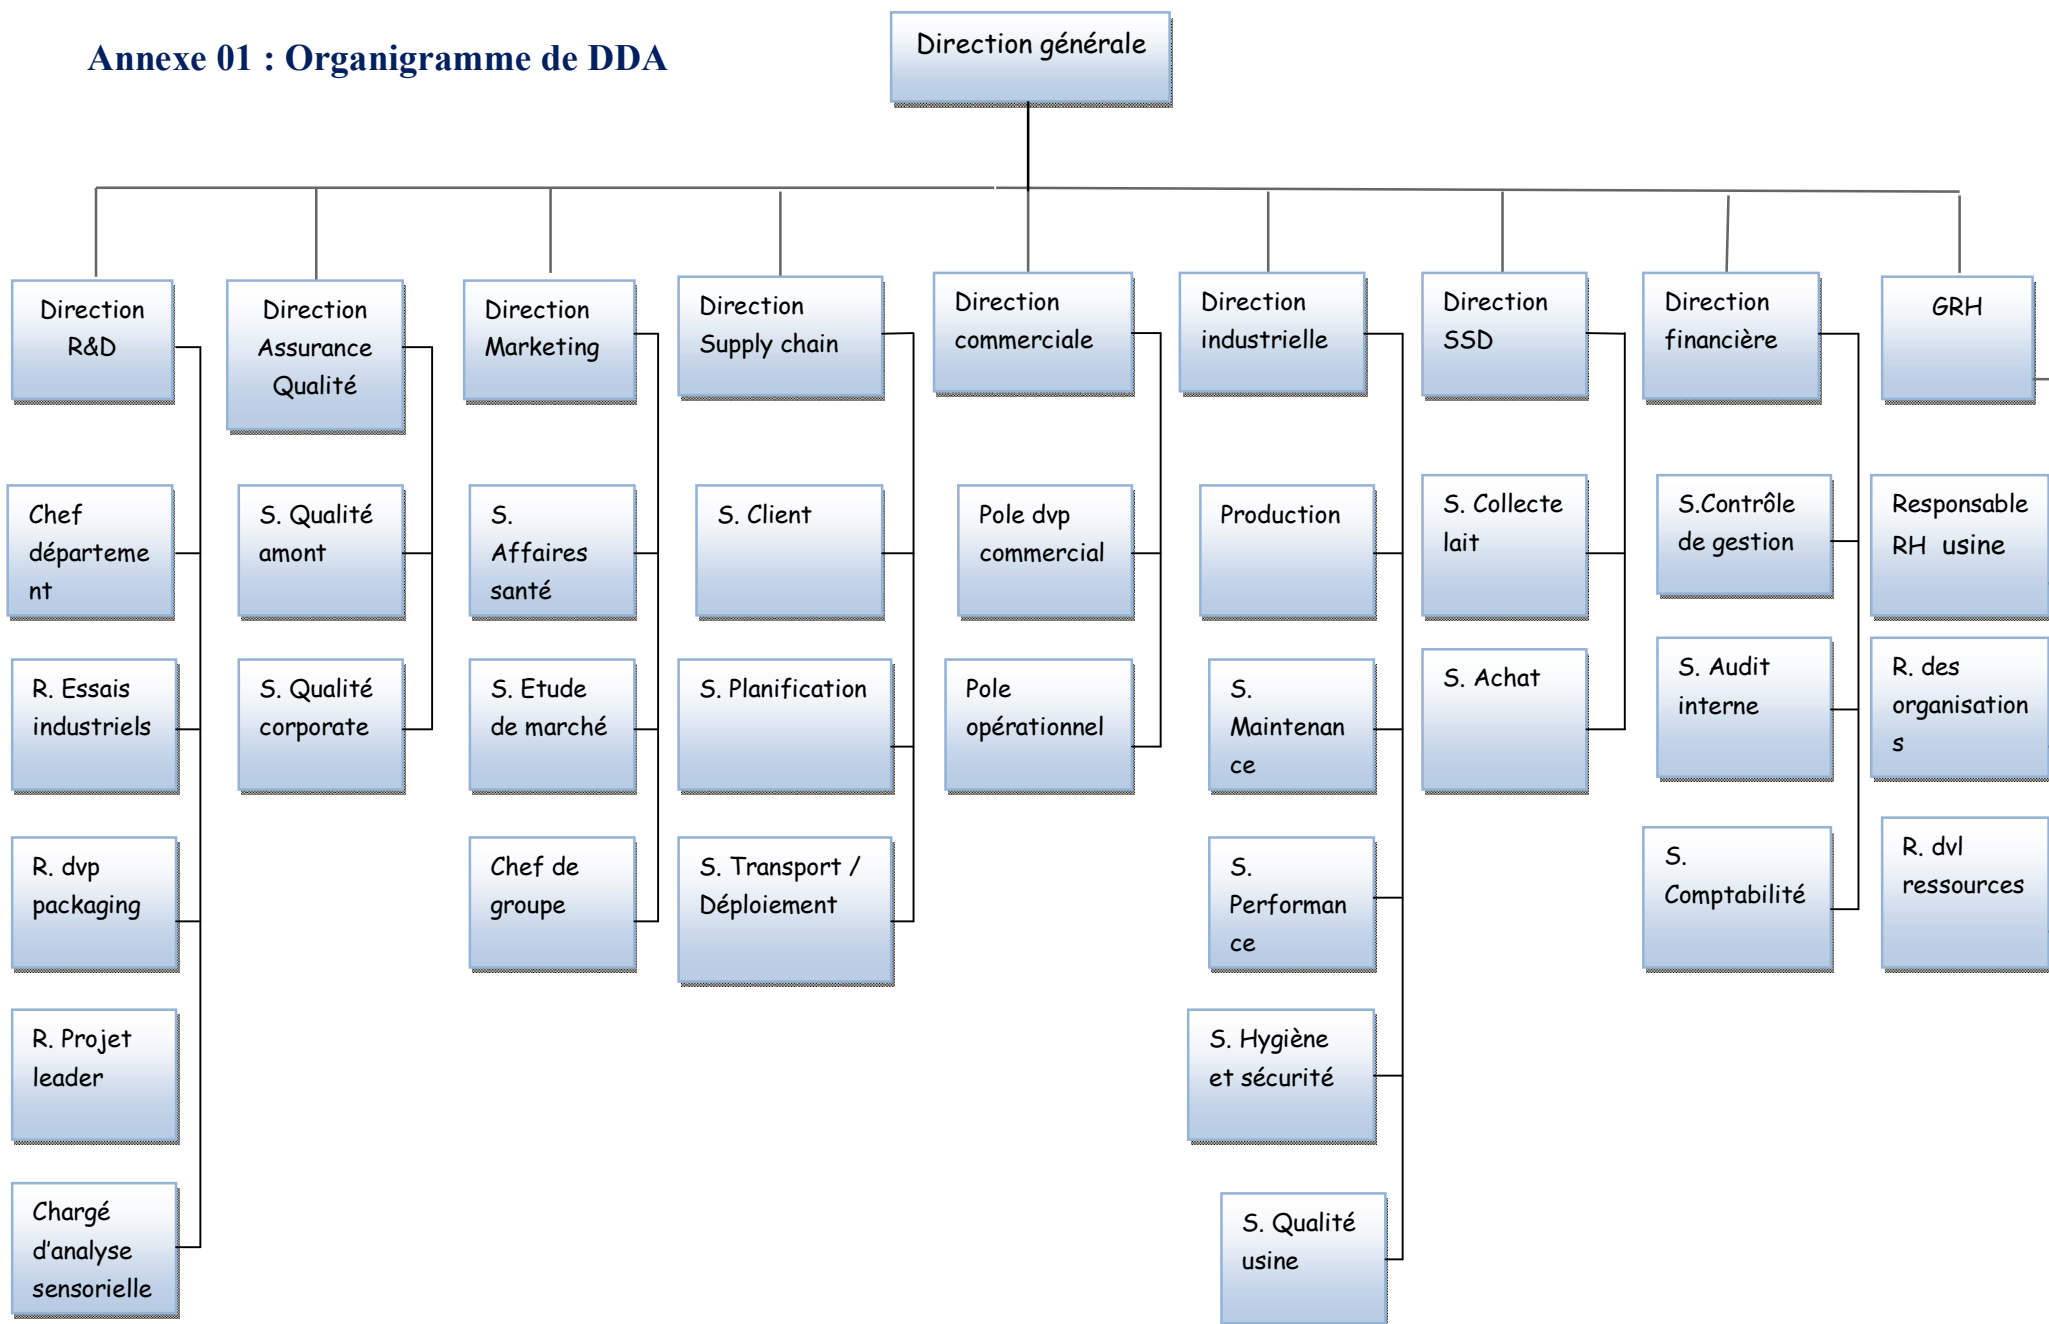 Annexe 01 : Organigramme de DDA
Direction générale
Direction
R&D
Direction
Assurance
Qualité
Direction
Marketing
Direction
Supply chain
Direction
commerciale
Direction
industrielle
Direction
SSD
Direction
financière
GRH
Chef
départeme
nt
S. Qualité
amont
S.
Affaires
santé
S. Client
Pole dvp
commercial
Production
S. Collecte
lait
S.Contrôle
de gestion
Responsable
RH usine
R. Essais
industriels
S. Qualité
corporate
S. Etude
de marché
S. Planification
Pole
opérationnel
S.
Maintenan
ce
S. Achat
S. Audit
interne
R. des
organisation
s
R. dvp
packaging
Chef de
groupe
S. Transport /
Déploiement
S.
Performan
ce
S.
Comptabilité
R. dvl
ressources
R. Projet
leader
S. Hygiène
et sécurité
Chargé
d'analyse
sensorielle
S. Qualité
usine